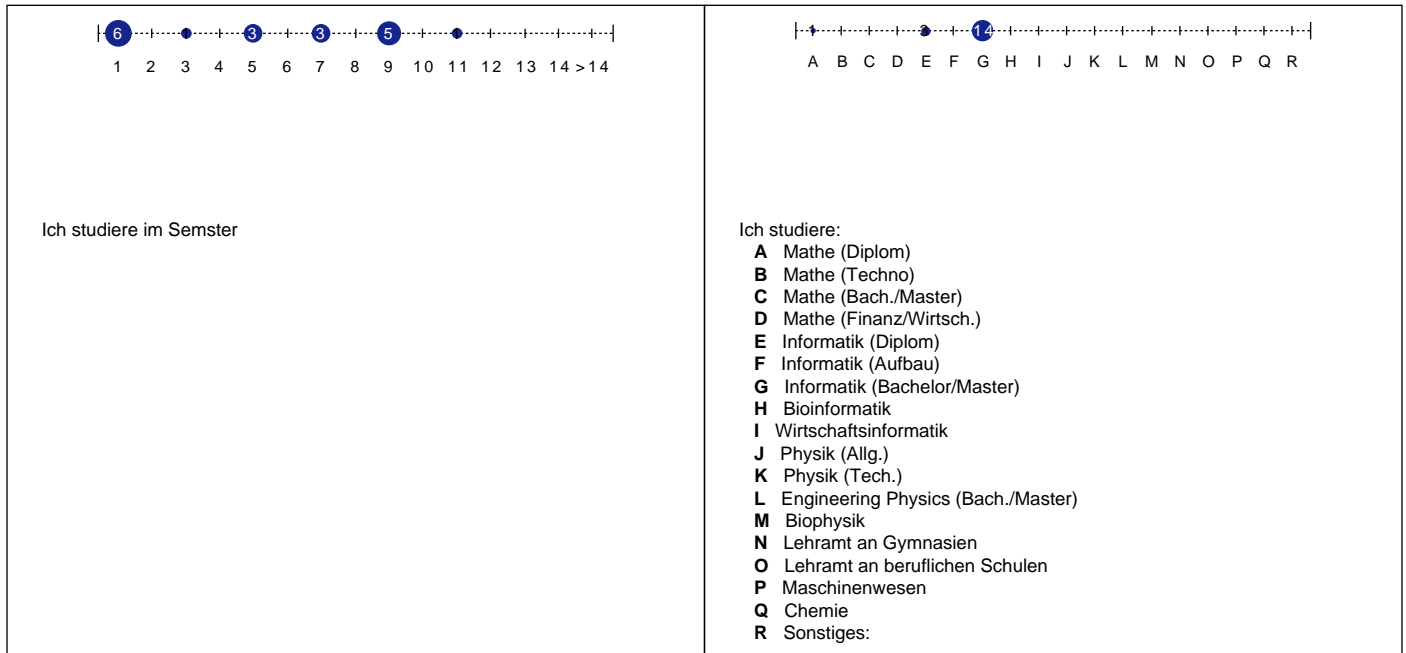 6 1 3 3 5 1
1 2 3 4 5 6 7 8 9 10 11 12 13 14 >14
Ich studiere im Semster
1 3 14
A B C D E F G H I J K L M N O P Q R
Ich studiere:
A Mathe (Diplom)
B Mathe (Techno)
C Mathe (Bach./Master)
D Mathe (Finanz/Wirtsch.)
E Informatik (Diplom)
F Informatik (Aufbau)
G Informatik (Bachelor/Master)
H Bioinformatik
I Wirtschaftsinformatik
J Physik (Allg.)
K Physik (Tech.)
L Engineering Physics (Bach./Master)
M Biophysik
N Lehramt an Gymnasien
O Lehramt an beruflichen Schulen
P Maschinenwesen
Q Chemie
R Sonstiges: